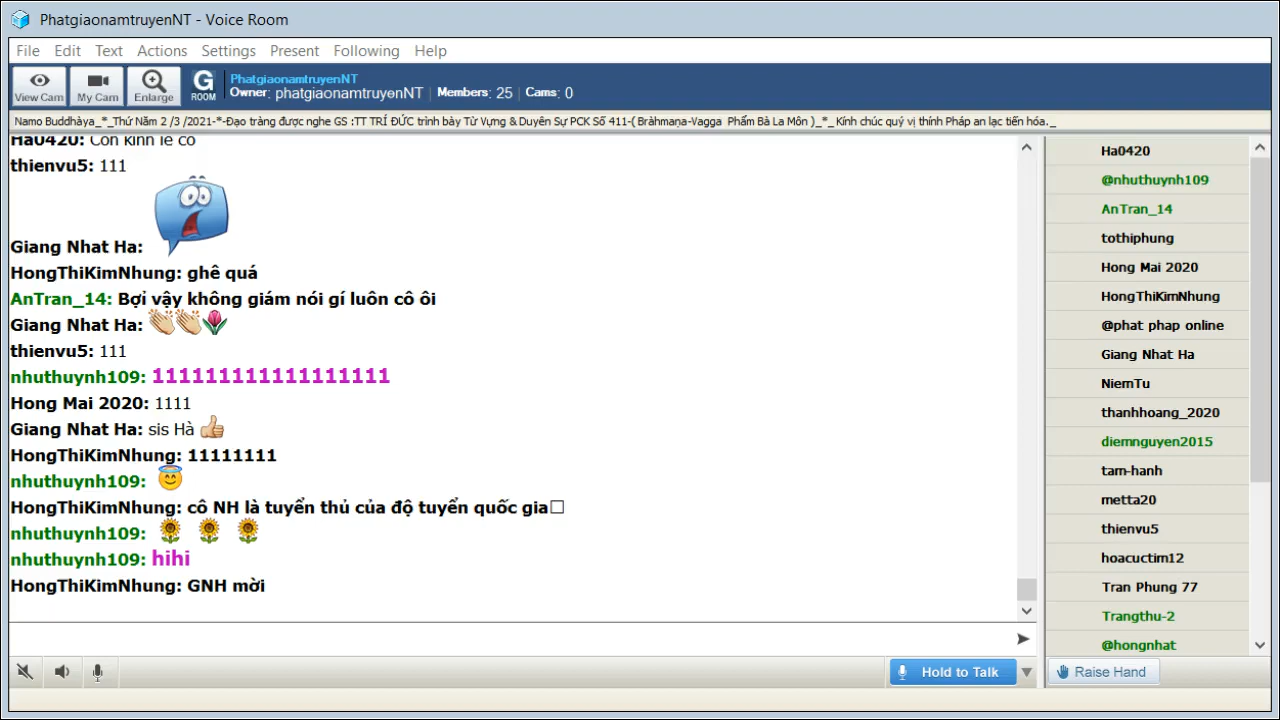 PhatgiaonamtruyenNT - Voice Room
File Edit Text Actions Settings Present Following Help
View Cam
My Cam
Enlarge
G ROOM
PhatgiaonamtruyenNT
Owner: phatgiaonamtruyenNT | Members: 25 | Cams: 0
Namo Buddhàya_*_Thứ Năm 2 /3 /2021-*-Đạo tràng được nghe GS :TT TRÍ ĐỨC trình bày Từ Vựng & Duyên Sự PCK Số 411-( Bràhmaṇa-Vagga Phẩm Bà La Môn )_*_ Kính chúc quý vị thính Pháp an lạc tiến hóa._
Ha0420: Con kính lễ cô
thienvu5: 111
Giang Nhat Ha:
HongThiKimNhung: ghê quá
AnTran_14: Bợi vậy không giám nói gí luôn cô ôi
Giang Nhat Ha:
thienvu5: 111
nhuthuynh109: 111111111111111111
Hong Mai 2020: 1111
Giang Nhat Ha: sis Hà
HongThiKimNhung: 11111111
nhuthuynh109:
HongThiKimNhung: cô NH là tuyển thủ của độ tuyển quốc gia
nhuthuynh109:
nhuthuynh109: hihi
HongThiKimNhung: GNH mời
Hold to Talk
Ha0420
@nhuthuynh109
AnTran_14
tothiphung
Hong Mai 2020
HongThiKimNhung
@phat phap online
Giang Nhat Ha
NiemTu
thanhhoang_2020
diemnguyen2015
tam-hanh
metta20
thienvu5
hoacuctim12
Tran Phung 77
Trangthu-2
@hongnhat
Raise Hand